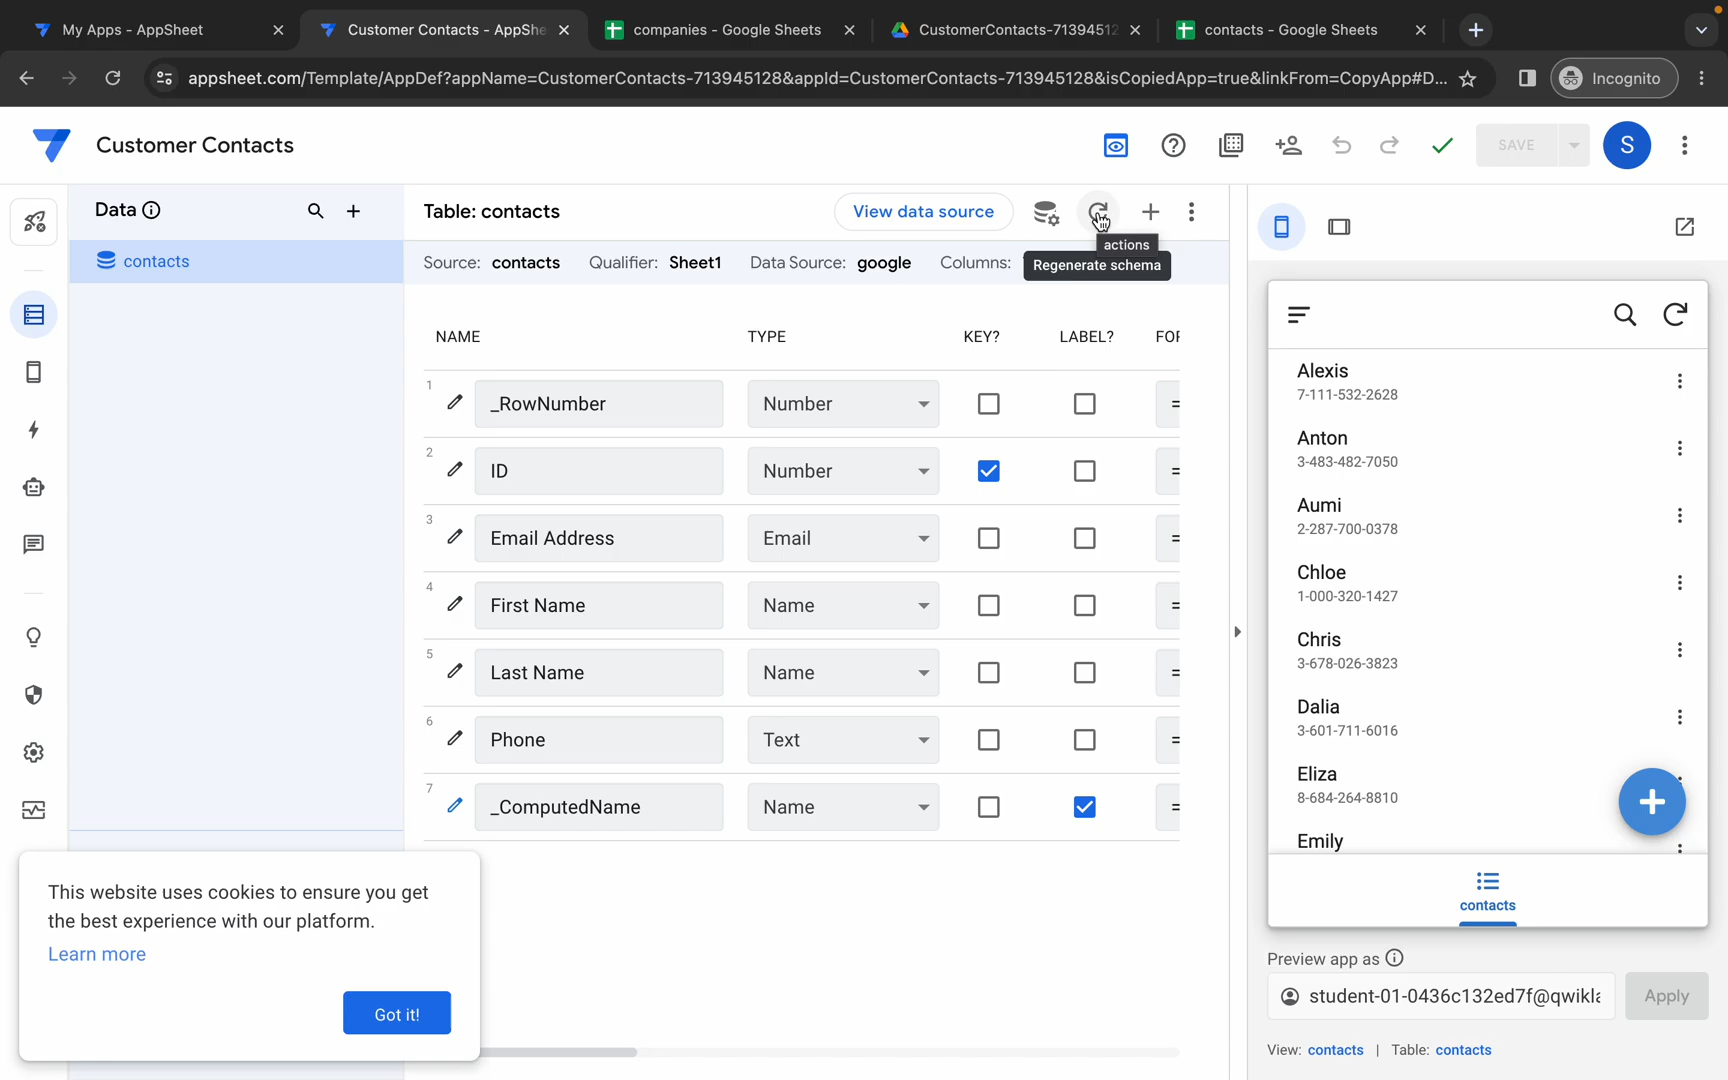 My Apps - AppSheet
Customer Contacts - AppShe
companies - Google Sheets
CustomerContacts-71394512
contacts - Google Sheets
appsheet.com/Template/AppDef?appName=CustomerContacts-713945128&appId=CustomerContacts-713945128&isCopiedApp=true&linkFrom=CopyApp#D...
Incognito
Customer Contacts
SAVE
S
Data
Table: contacts
View data source
actions
Regenerate schema
contacts
Source: contacts Qualifier: Sheet1 Data Source: google Columns:
NAME TYPE KEY? LABEL? FOR
1 _RowNumber Number =
2 ID Number =
3 Email Address Email =
4 First Name Name =
5 Last Name Name =
6 Phone Text =
7 _ComputedName Name =
This website uses cookies to ensure you get
the best experience with our platform.
Learn more
Got it!
Alexis
7-111-532-2628
Anton
3-483-482-7050
Aumi
2-287-700-0378
Chloe
1-000-320-1427
Chris
3-678-026-3823
Dalia
3-601-711-6016
Eliza
8-684-264-8810
Emily
contacts
Preview app as
student-01-0436c132ed7f@qwikla
Apply
View: contacts | Table: contacts